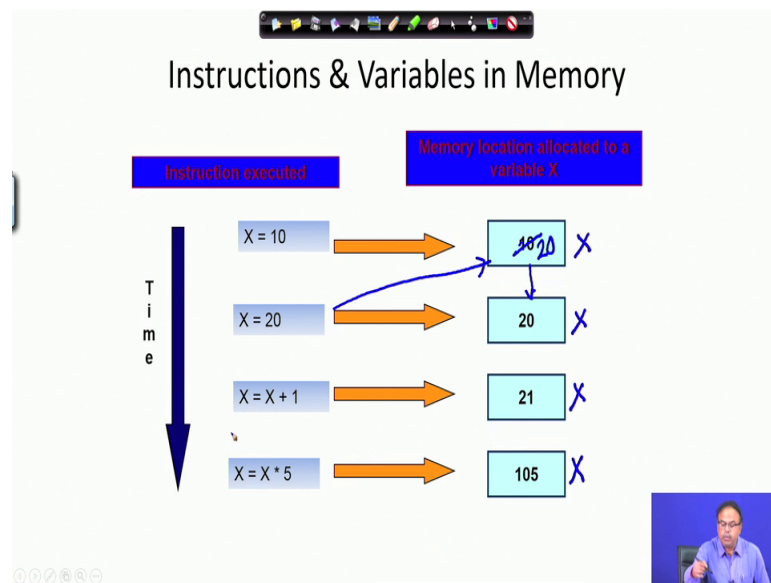 Instructions & Variables in Memory
Instruction executed
Memory location allocated to a
variable X
X = 10
10 20 X
T
i
m
e
X = 20
20 X
X = X + 1
21 X
X = X * 5
105 X